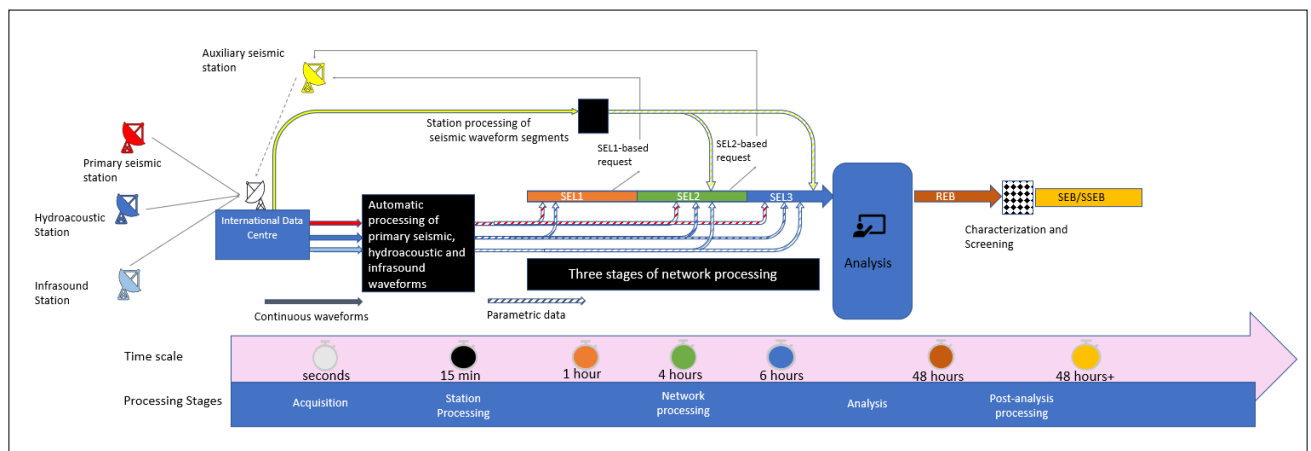 Auxiliary seismic
station
Primary seismic
station
Hydroacoustic
Station
Infrasound
Station
International Data
Centre
Station processing of
seismic waveform segments
Automatic
processing of
primary seismic,
hydroacoustic and
infrasound
waveforms
SEL1-based
request
SEL2-based
request
SEL1
SEL2
SEL3
Three stages of network processing
Analysis
REB
SEB/SSEB
Characterization and
Screening
Continuous waveforms
Parametric data
Time scale
seconds
15 min
1 hour
4 hours
6 hours
48 hours
48 hours+
Processing Stages
Acquisition
Station
Processing
Network
processing
Analysis
Post-analysis
processing